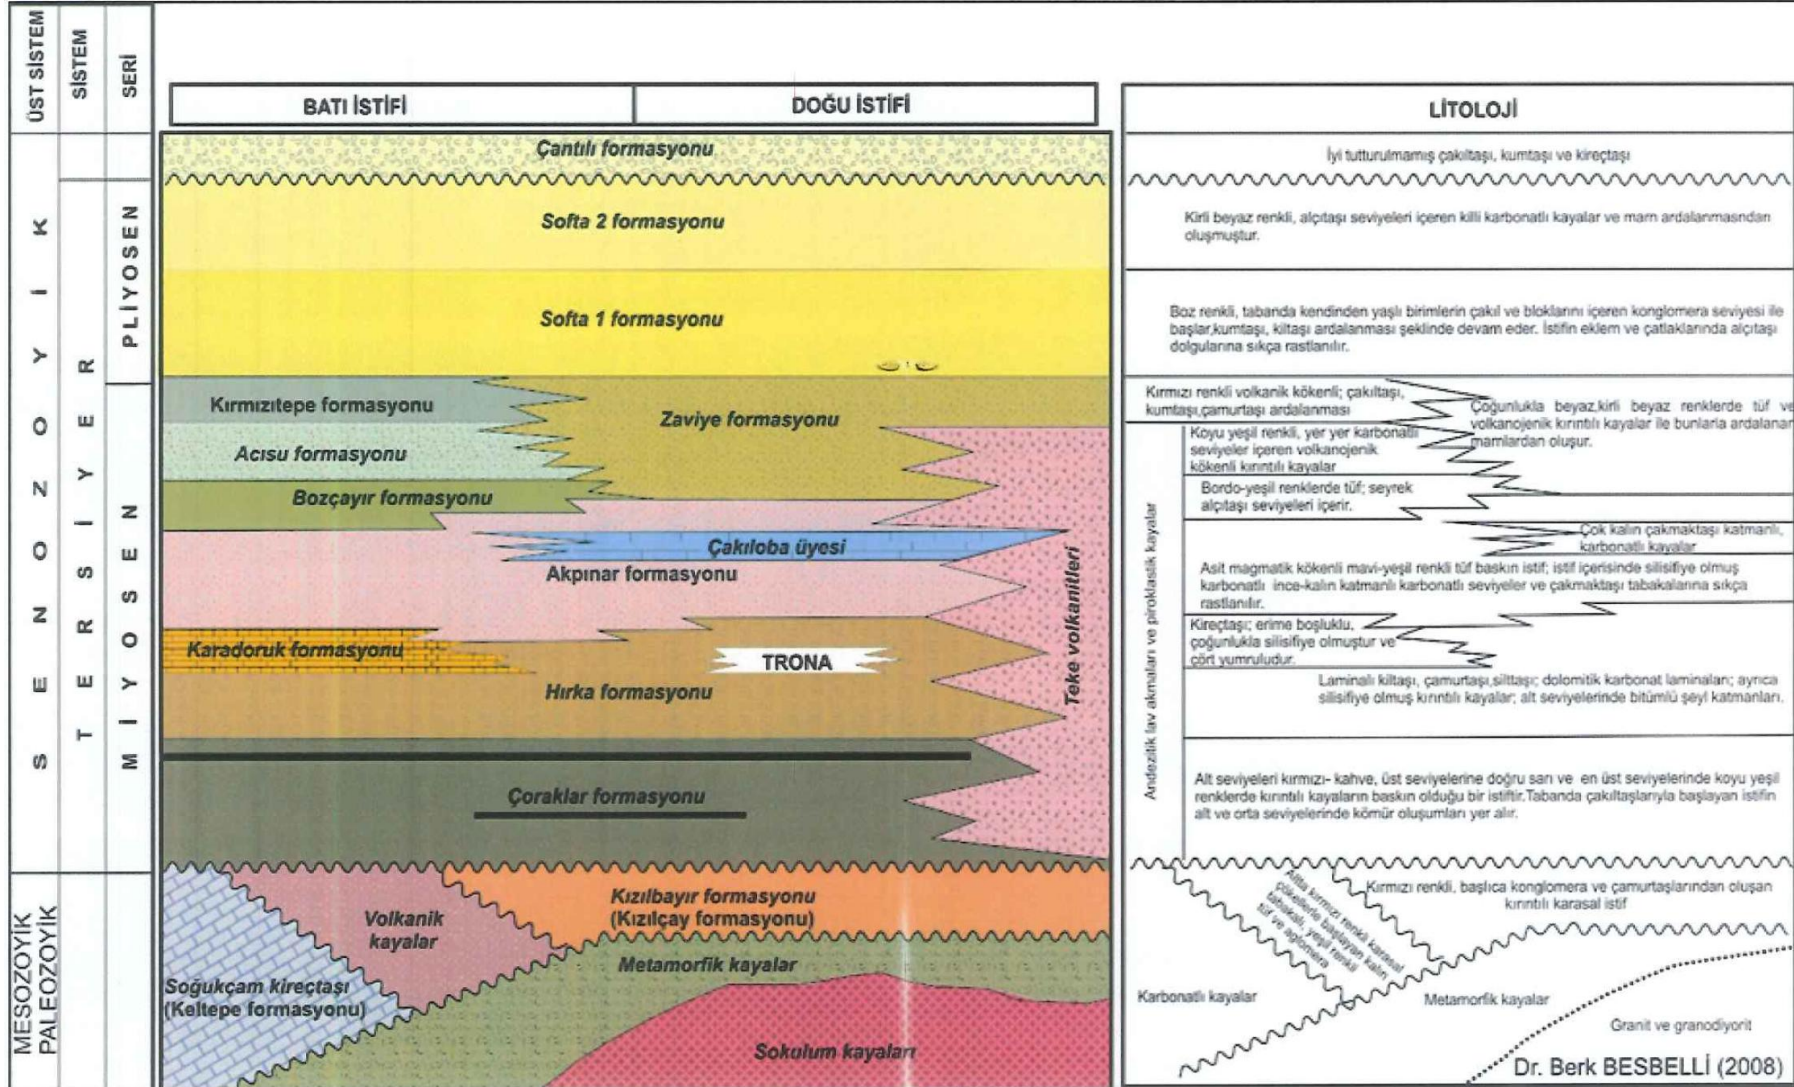 ÜST SİSTEM
SİSTEM
SERİ
BATI İSTİFİ
DOĞU İSTİFİ
LİTOLOJİ
SENOZOYİK
TERSİYER
PLİYOSEN
MİYOSEN
MESOZOYİK
PALEOZOYİK
Çantılı formasyonu
Softa 2 formasyonu
Softa 1 formasyonu
Kırmızıtepe formasyonu
Zaviye formasyonu
Acısu formasyonu
Bozçayır formasyonu
Çakıloba üyesi
Akpınar formasyonu
Karadoruk formasyonu
TRONA
Hırka formasyonu
Teke volkanitleri
Çoraklar formasyonu
Kızılbayır formasyonu
(Kızılçay formasyonu)
Volkanik
kayalar
Metamorfik kayalar
Soğukçam kireçtaşı
(Keltepe formasyonu)
Sokulum kayaları
İyi tutturulmamış çakıltaşı, kumtaşı ve kireçtaşı
Kirli beyaz renkli, alçıtaşı seviyeleri içeren killi karbonatlı kayalar ve marn ardalanmasından
oluşmuştur.
Boz renkli, tabanda kendinden yaşlı birimlerin çakıl ve bloklarını içeren konglomera seviyesi ile
başlar,kumtaşı, kiltaşı ardalanması şeklinde devam eder. İstifin eklem ve çatlaklarında alçıtaşı
dolgularına sıkça rastlanılır.
Kırmızı renkli volkanik kökenli; çakıltaşı,
kumtaşı,çamurtaşı ardalanması
Çoğunlukla beyaz,kirli beyaz renklerde tüf ve
volkanojenik kırıntılı kayalar ile bunlarla ardalanan
marnlardan oluşur.
Koyu yeşil renkli, yer yer karbonatlı
seviyeler içeren volkanojenik
kökenli kırıntılı kayalar
Bordo-yeşil renklerde tüf; seyrek
alçıtaşı seviyeleri içerir.
Çok kalın çakmaktaşı katmanlı,
karbonatlı kayalar
Asit magmatik kökenli mavi-yeşil renkli tüf baskın istif; istif içerisinde silisifiye olmuş
karbonatlı ince-kalın katmanlı karbonatlı seviyeler ve çakmaktaşı tabakalarına sıkça
rastlanılır.
Kireçtaşı; erime boşluklu,
çoğunlukla silisifiye olmuştur ve
çört yumruludur.
Laminalı kiltaşı, çamurtaşı,silttaşı; dolomitik karbonat laminaları; ayrıca
silisifiye olmuş kırıntılı kayalar; alt seviyelerinde bitümlü şeyl katmanları.
Andezitik lav akmaları ve piroklastik kayalar
Alt seviyeleri kırmızı- kahve, üst seviyelerine doğru sarı ve en üst seviyelerinde koyu yeşil
renklerde kırıntılı kayaların baskın olduğu bir istiftir.Tabanda çakıltaşlarıyla başlayan istifin
alt ve orta seviyelerinde kömür oluşumları yer alır.
Altta kırmızı renkli karasal
çökellerle başlayan kalın
tabakalı, yeşil renkli
tüf ve aglomera
Kırmızı renkli, başlıca konglomera ve çamurtaşlarından oluşan
kırıntılı karasal istif
Karbonatlı kayalar
Metamorfik kayalar
Granit ve granodiyorit
Dr. Berk BESBELLİ (2008)